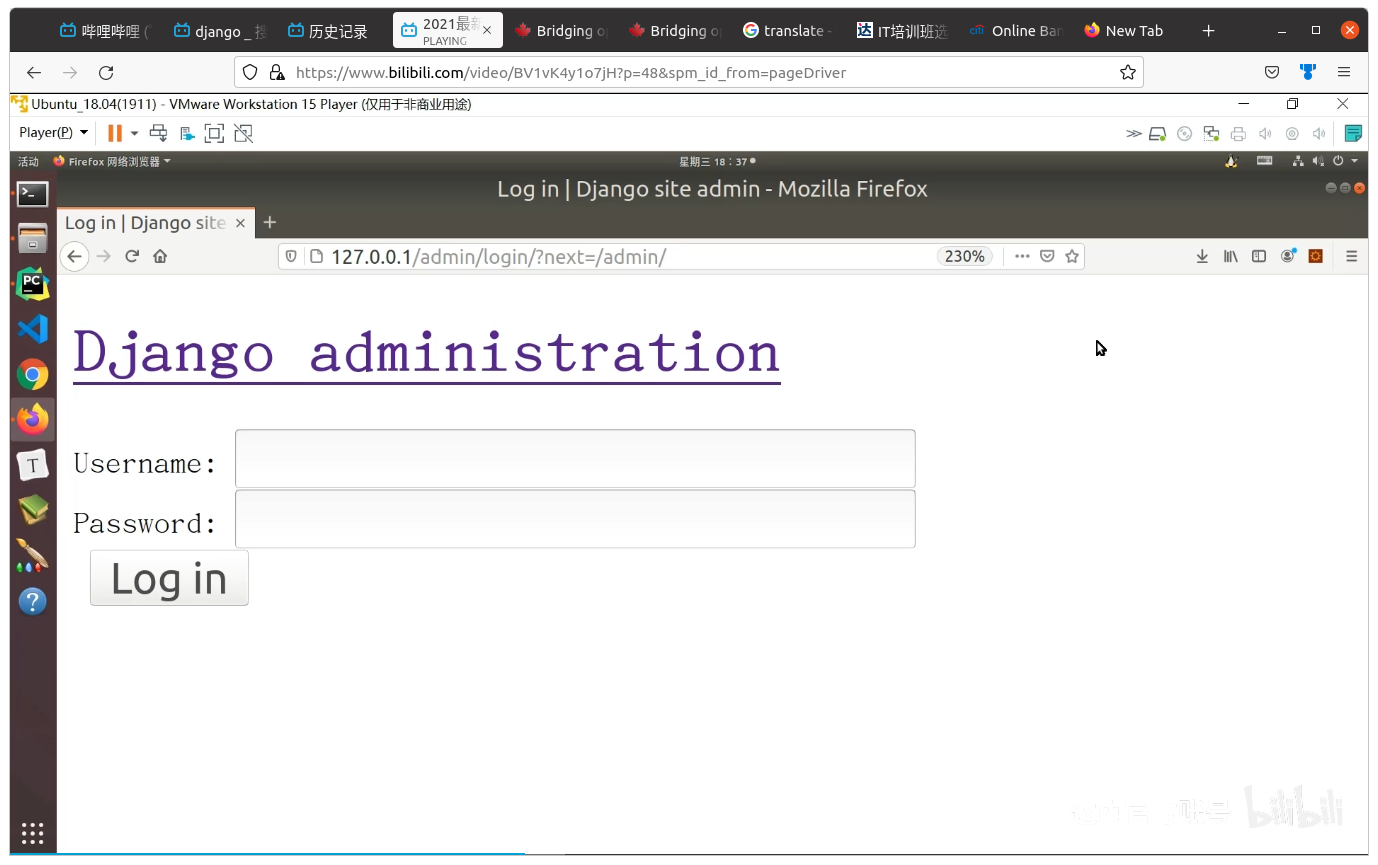 哔哩哔哩 (
django _ 搜
历史记录
2021最新
PLAYING
Bridging o
Bridging o
translate -
IT培训班选
citi Online Ban
New Tab
https://www.bilibili.com/video/BV1vK4y1o7jH?p=48&spm_id_from=pageDriver
Ubuntu_18.04(1911) - VMware Workstation 15 Player (仅用于非商业用途)
Player(P)
活动
Firefox 网络浏览器
星期三 18：37
Log in | Django site admin - Mozilla Firefox
Log in | Django site
127.0.0.1/admin/login/?next=/admin/
230%
PC
T
Django administration
Username:
Password:
Log in
bilibili